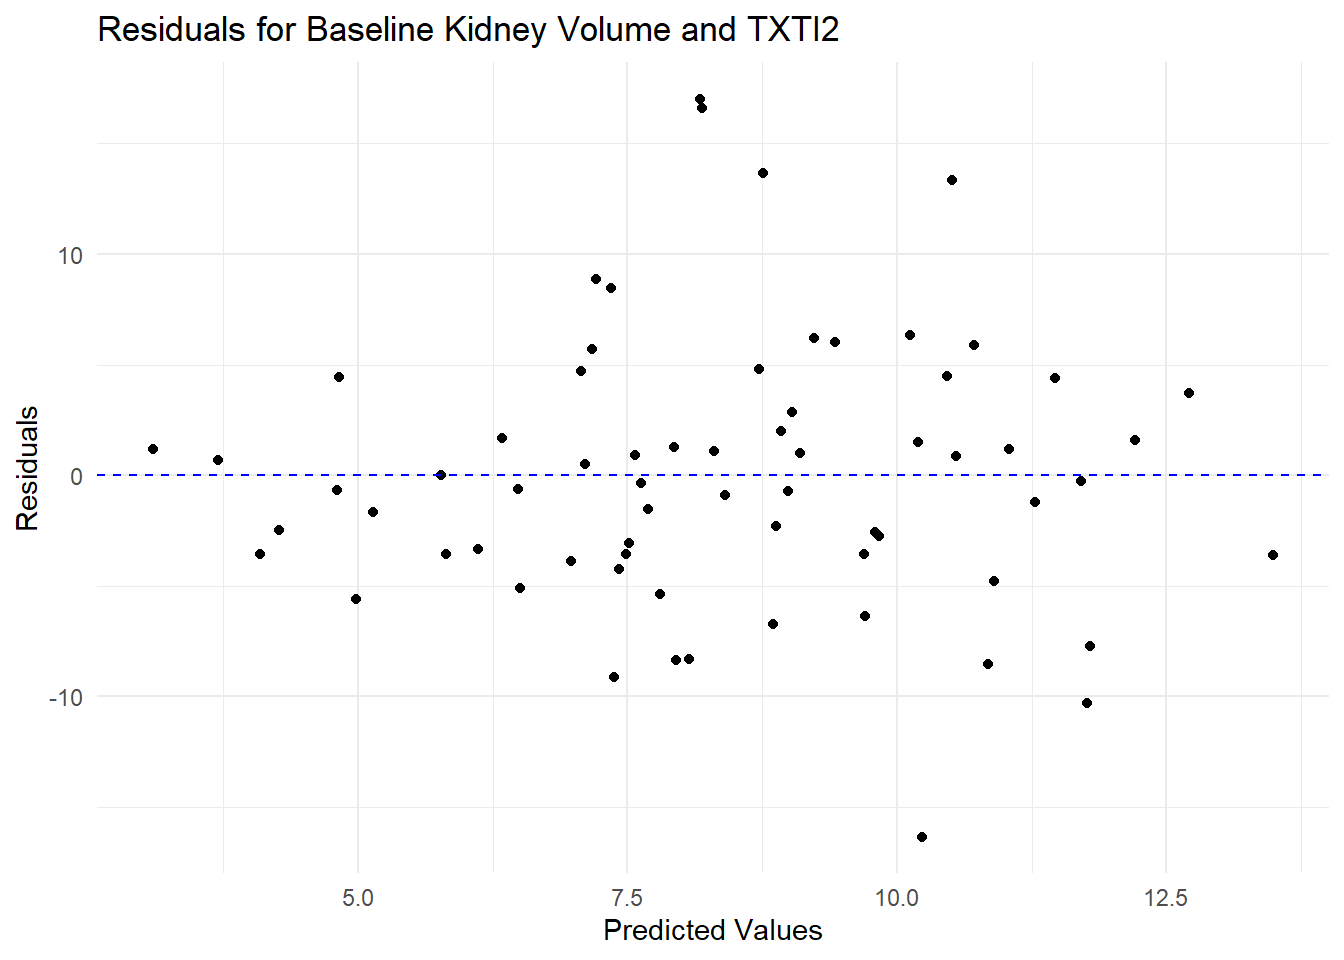 Residuals for Baseline Kidney Volume and TXTI2
10
0
-10
Residuals
5.0 7.5 10.0 12.5
Predicted Values